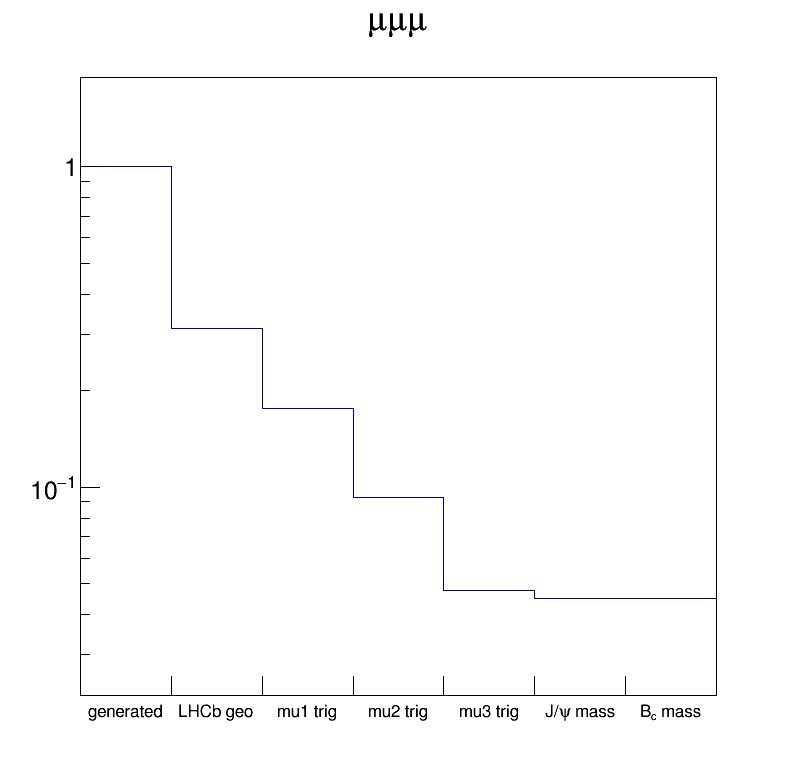 μμμ
1
10⁻¹
generated LHCb geo mu1 trig mu2 trig mu3 trig J/ψ mass B꜀ mass